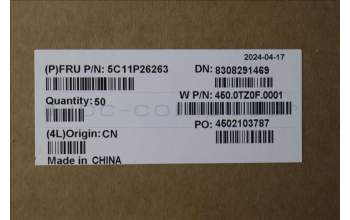 2024-04-17
(P)FRU P/N: 5C11P26263
DN: 8308291469
Quantity: 50
W P/N: 450.0TZ0F.0001
(4L)Origin: CN
PO: 4502103787
Made in CHINA